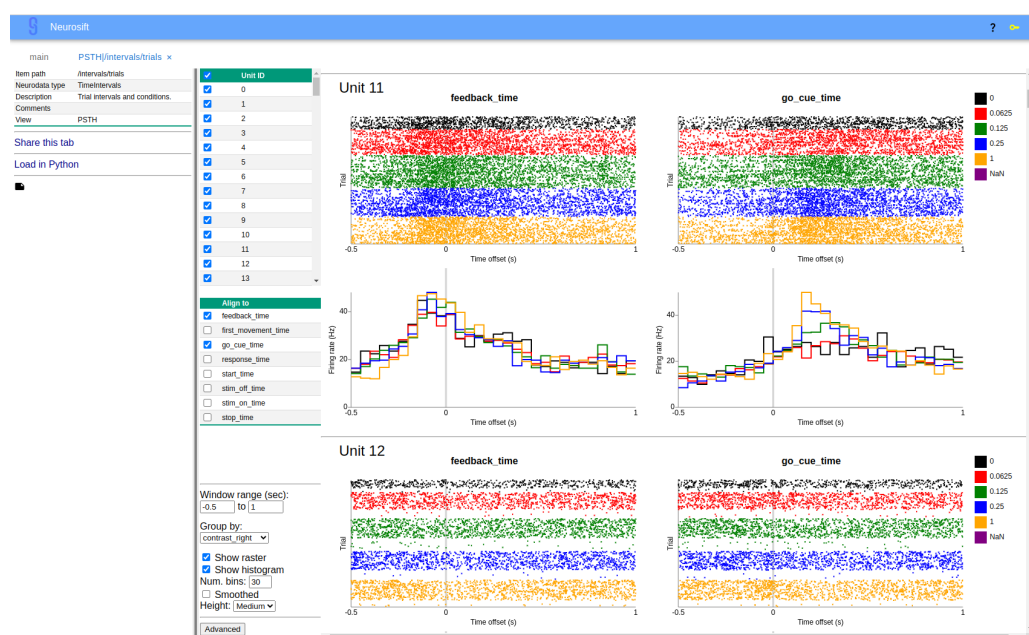 Neurosift
?
main
PSTH|/intervals/trials ×
Item path /intervals/trials
Neurodata type TimeIntervals
Description Trial intervals and conditions.
Comments
View PSTH
Share this tab
Load in Python
Unit ID
0
1
2
3
4
5
6
7
8
9
10
11
12
13
Align to
feedback_time
first_movement_time
go_cue_time
response_time
start_time
stim_off_time
stim_on_time
stop_time
Window range (sec):
-0.5 to 1
Group by:
contrast_right
Show raster
Show histogram
Num. bins: 30
Smoothed
Height: Medium
Advanced
Unit 11
feedback_time
Trial
-0.5 0 1
Time offset (s)
Firing rate (Hz)
40
20
0
-0.5 0 1
Time offset (s)
go_cue_time
Trial
-0.5 0 1
Time offset (s)
Firing rate (Hz)
40
20
0
-0.5 0 1
Time offset (s)
0
0.0625
0.125
0.25
1
NaN
Unit 12
feedback_time
Trial
-0.5 0 1
Time offset (s)
go_cue_time
Trial
-0.5 0 1
Time offset (s)
0
0.0625
0.125
0.25
1
NaN